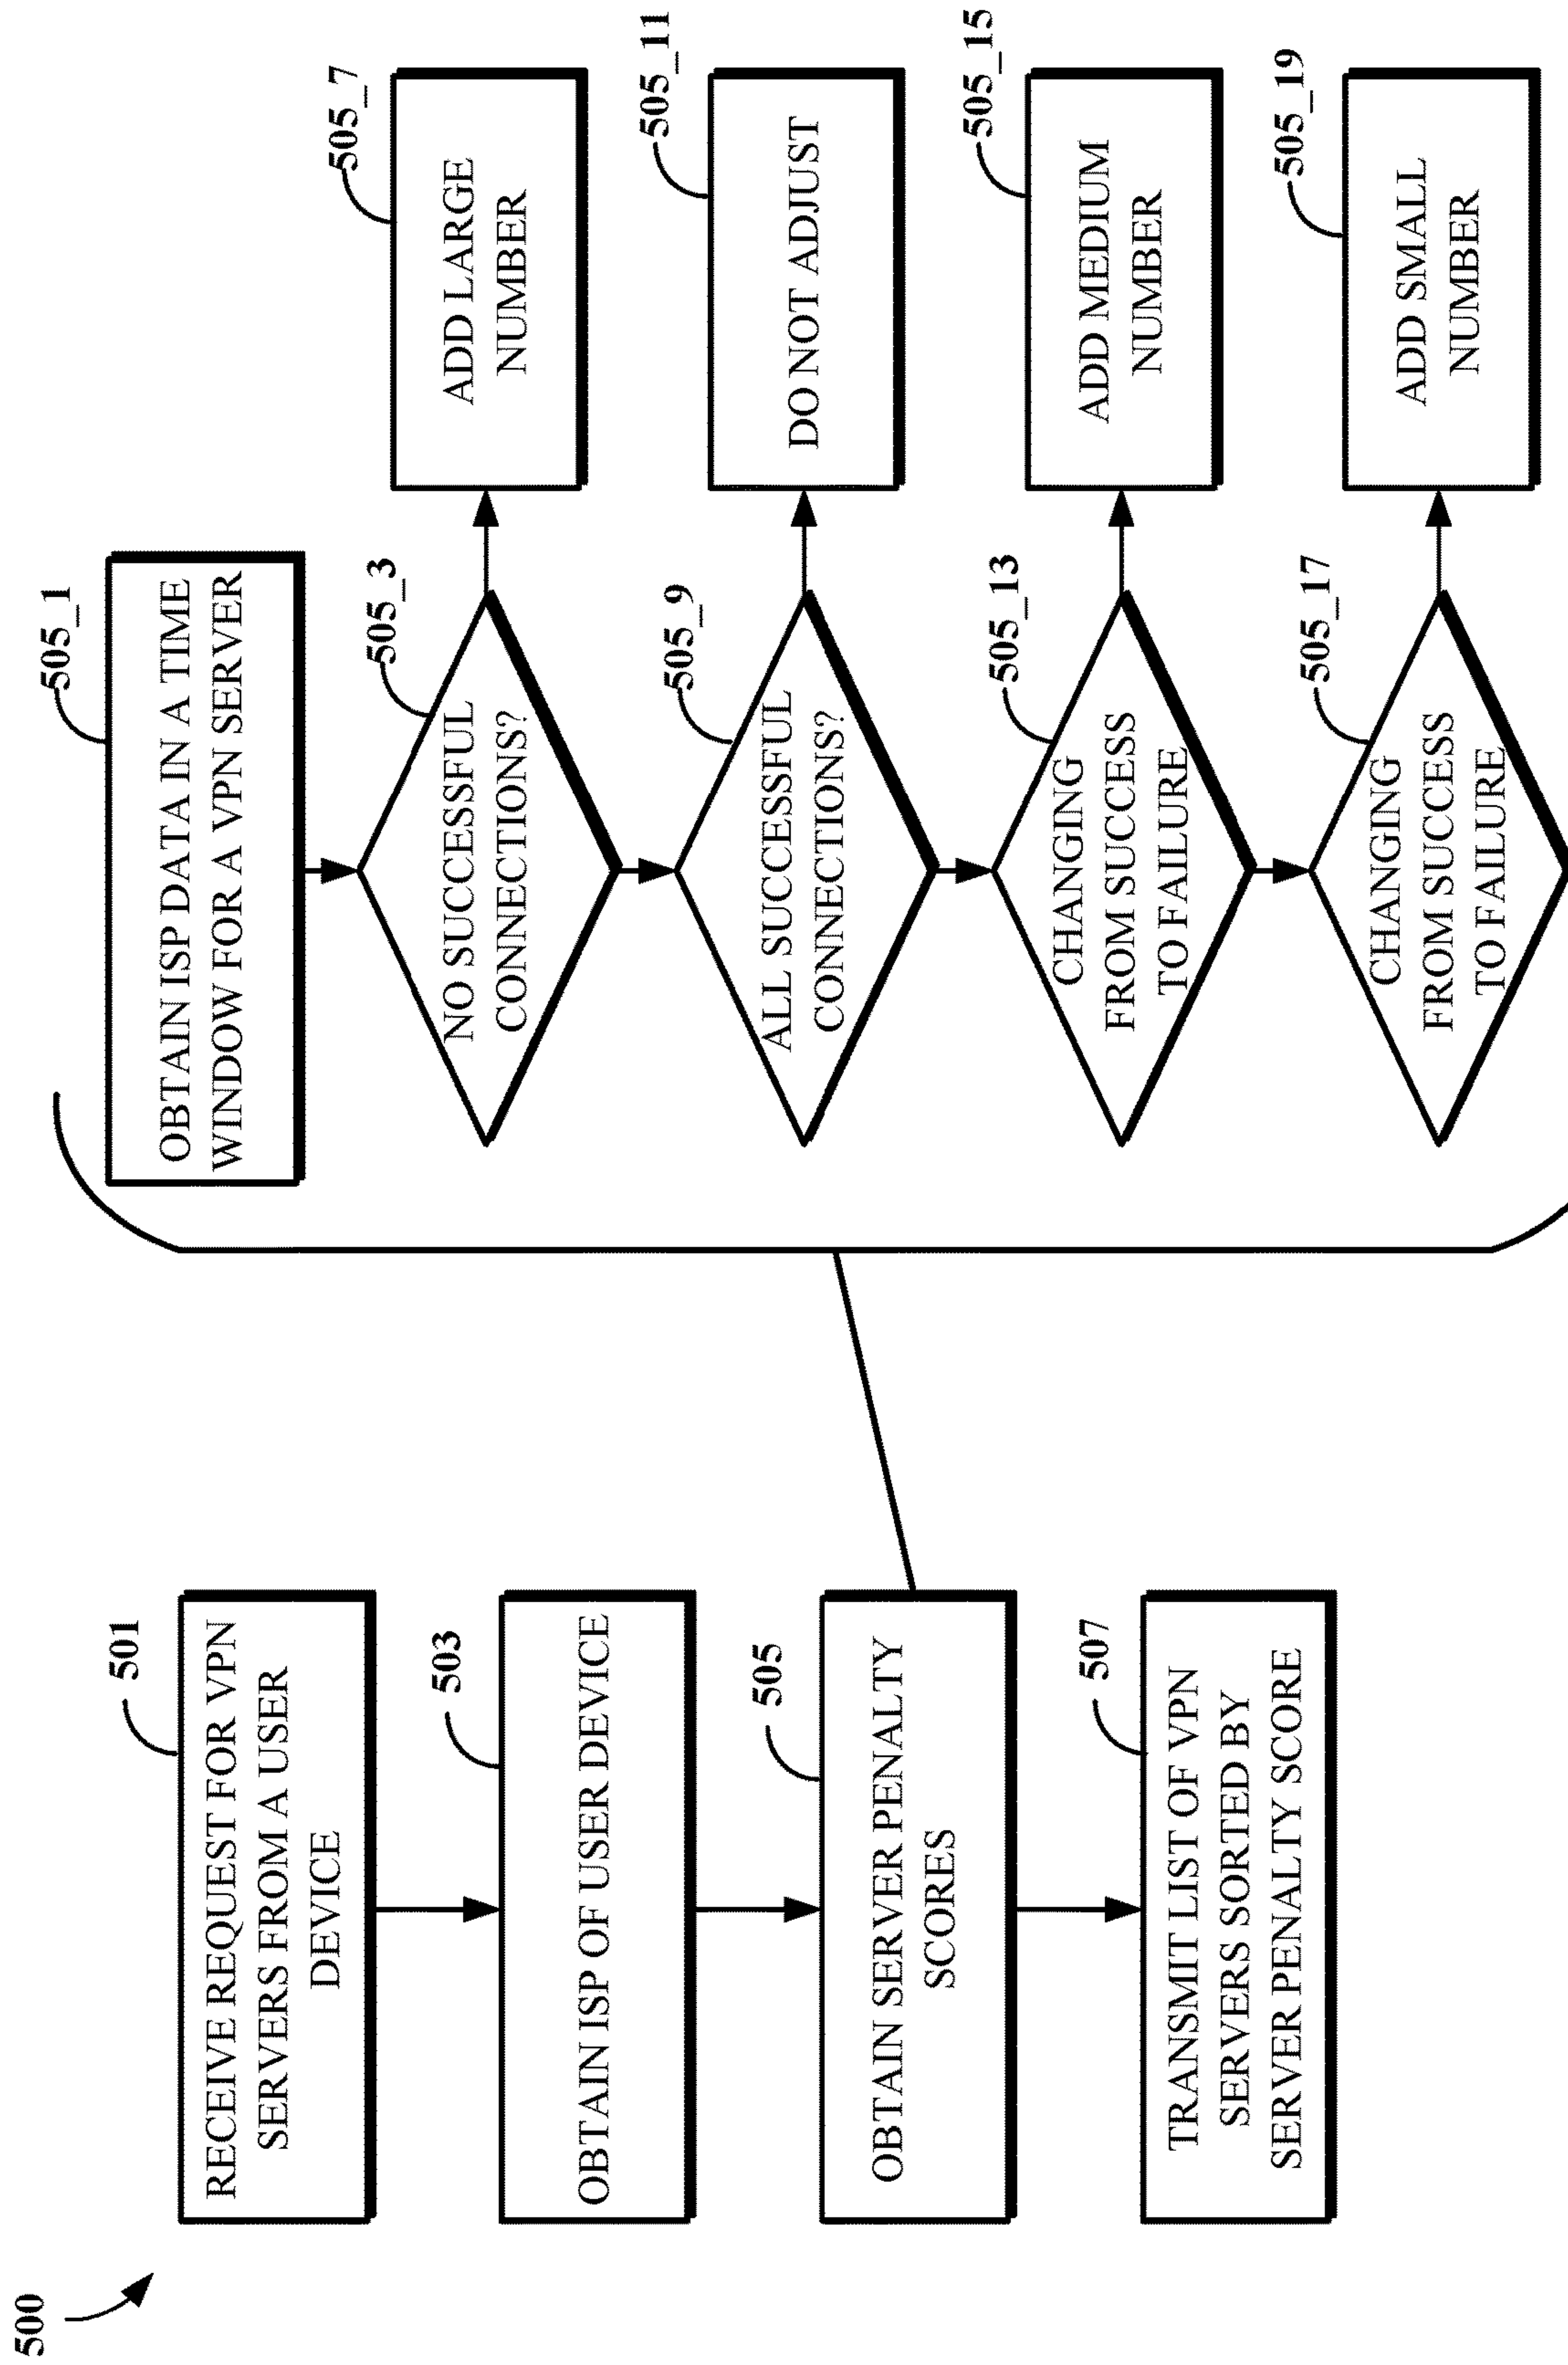 500
501
RECEIVE REQUEST FOR VPN
SERVERS FROM A USER
DEVICE
503
OBTAIN ISP OF USER DEVICE
505
OBTAIN SERVER PENALTY
SCORES
507
TRANSMIT LIST OF VPN
SERVERS SORTED BY
SERVER PENALTY SCORE
505_1
OBTAIN ISP DATA IN A TIME
WINDOW FOR A VPN SERVER
505_3
NO SUCCESSFUL
CONNECTIONS?
505_7
ADD LARGE
NUMBER
505_9
ALL SUCCESSFUL
CONNECTIONS?
505_11
DO NOT ADJUST
505_13
CHANGING
FROM SUCCESS
TO FAILURE
505_15
ADD MEDIUM
NUMBER
505_17
CHANGING
FROM SUCCESS
TO FAILURE
505_19
ADD SMALL
NUMBER